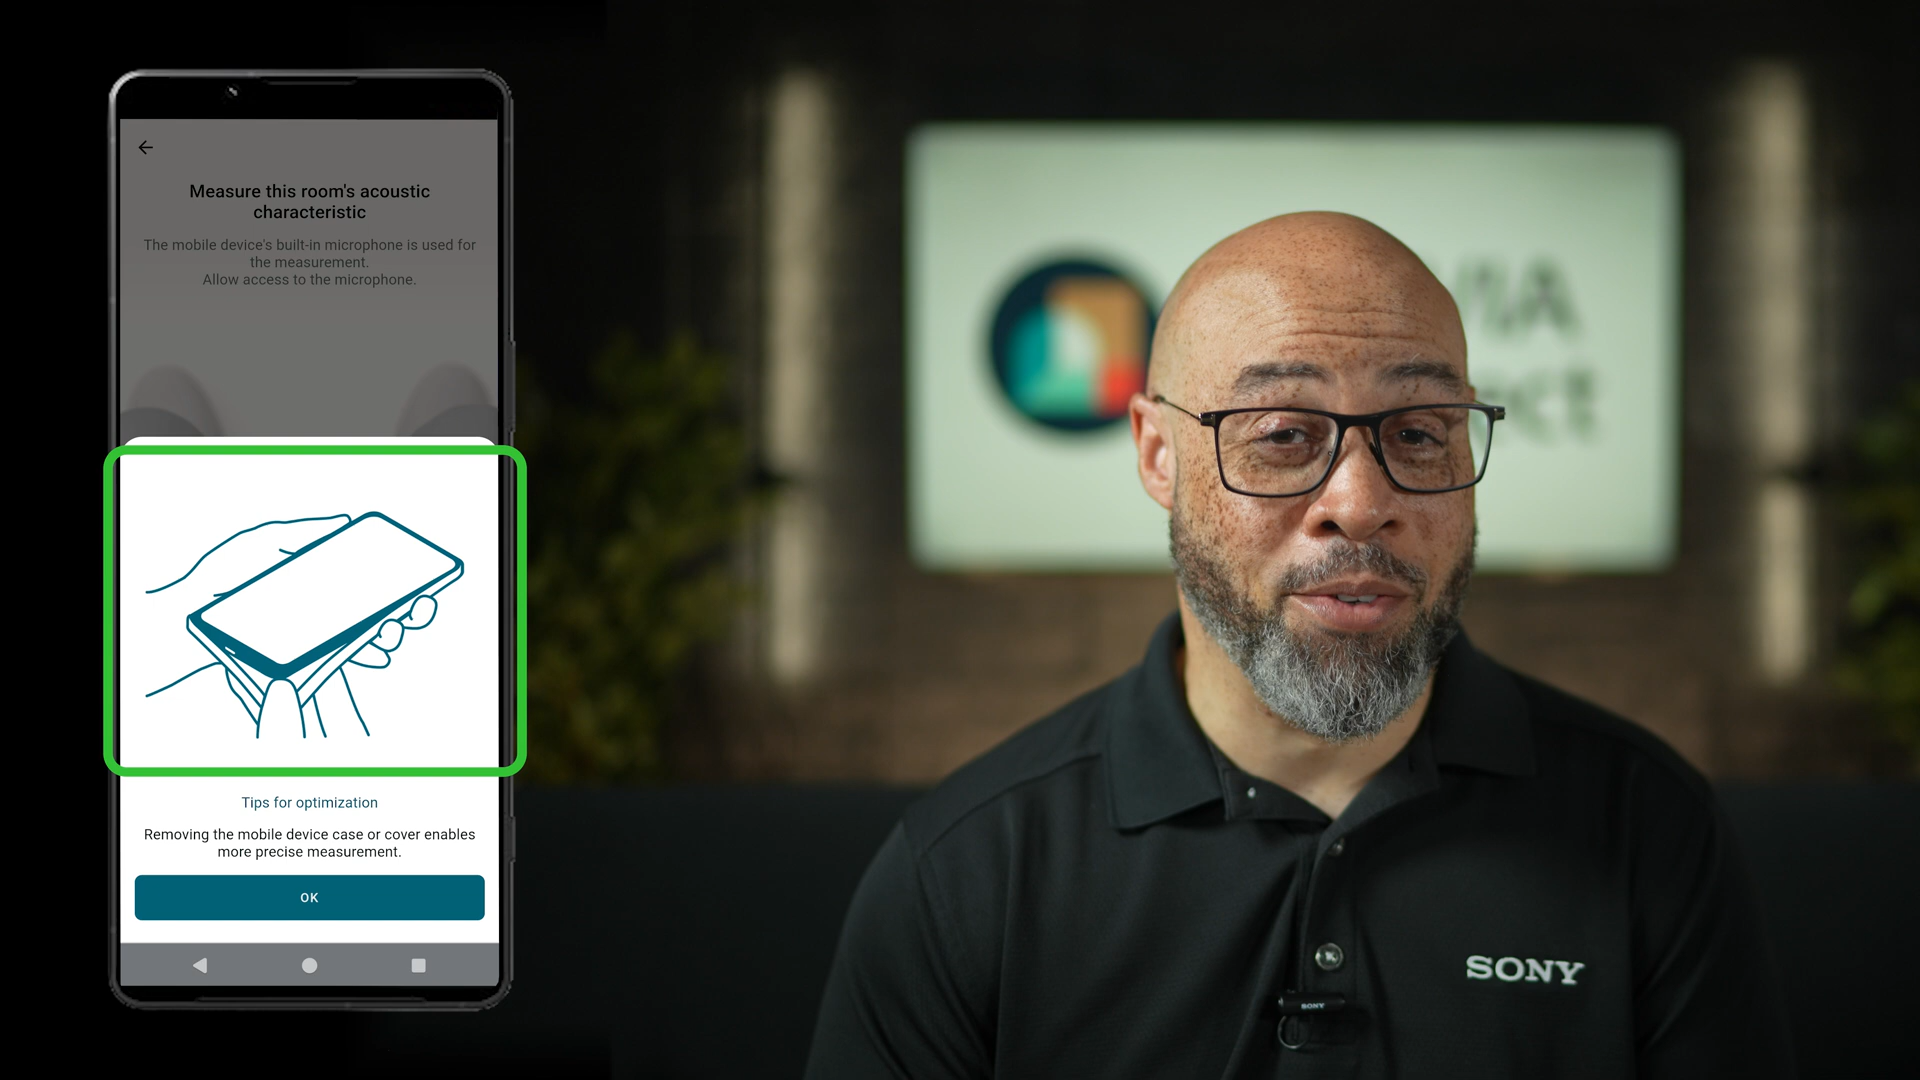 Measure this room's acoustic
characteristic
The mobile device's built-in microphone is used for
the measurement.
Allow access to the microphone.
Tips for optimization
Removing the mobile device case or cover enables
more precise measurement.
OK
SONY
SONY